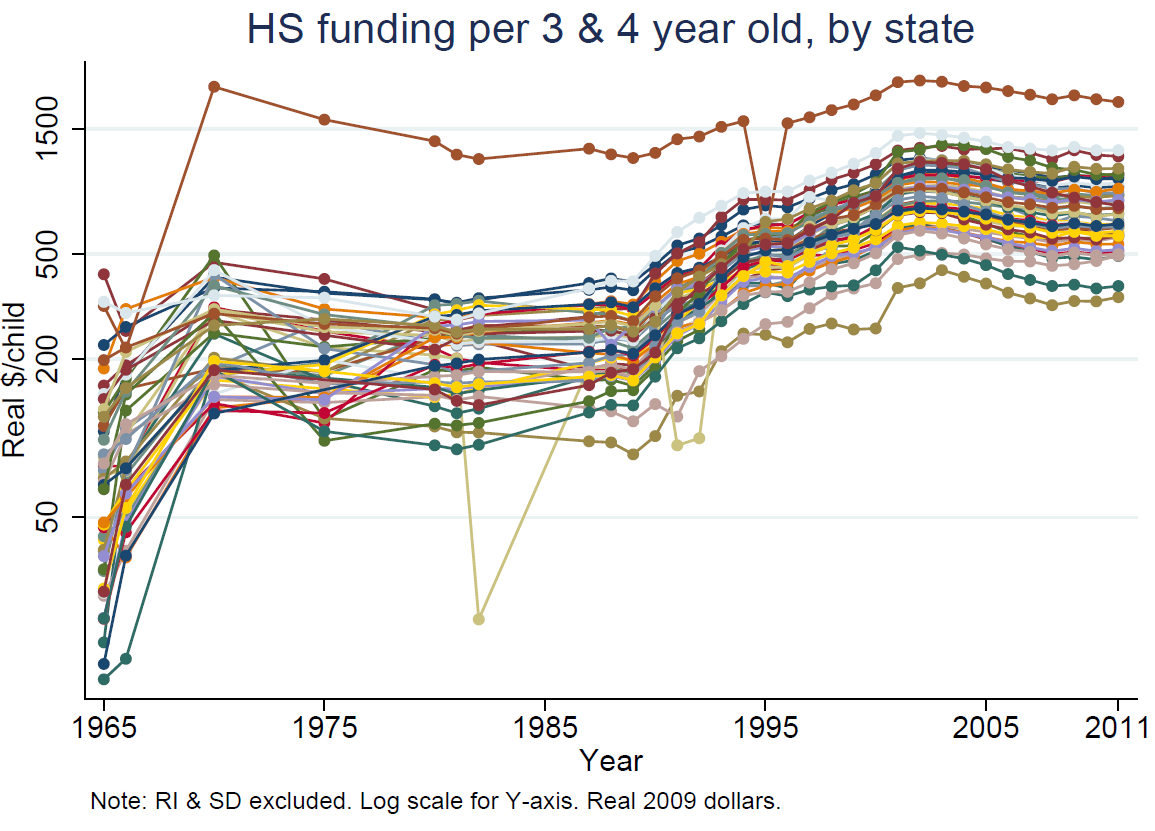 HS funding per 3 & 4 year old, by state
Real $/child
1500
500
200
50
1965
1975
1985
1995
2005
2011
Year
Note: RI & SD excluded. Log scale for Y-axis. Real 2009 dollars.